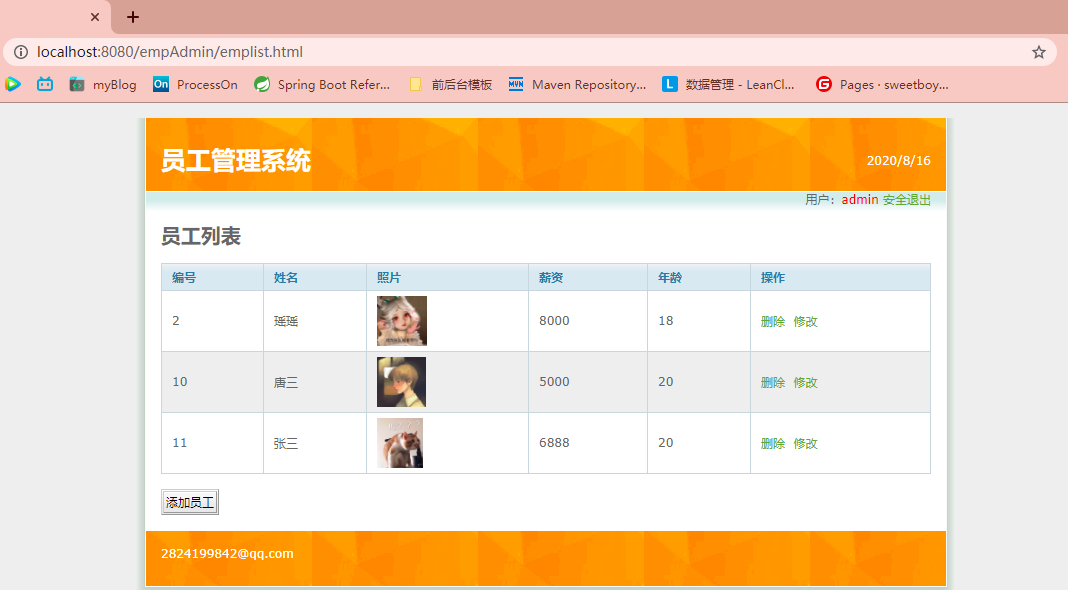 localhost:8080/empAdmin/emplist.html
myBlog On ProcessOn Spring Boot Refer... 前后台模板 MVN Maven Repository... L 数据管理 - LeanCl... G Pages · sweetboy...
员工管理系统 2020/8/16
用户：admin 安全退出
员工列表
编号 姓名 照片 薪资 年龄 操作
2 瑶瑶 8000 18 删除 修改
10 唐三 5000 20 删除 修改
11 张三 6888 20 删除 修改
添加员工
2824199842@qq.com